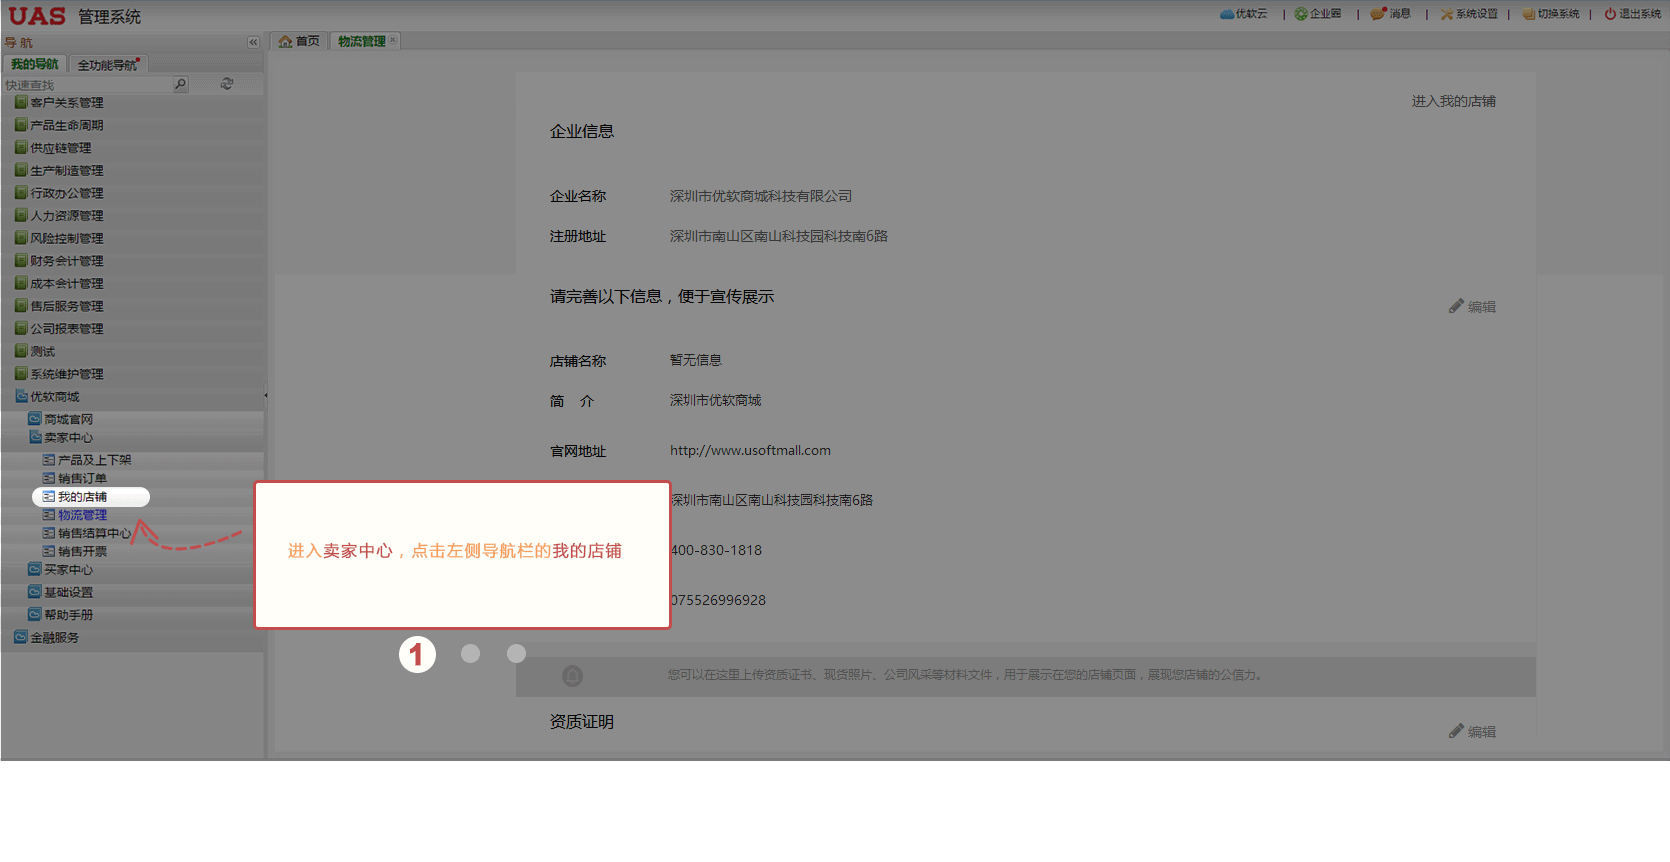 UAS 管理系统
优软云 | 企业圈 | 消息 | 系统设置 | 切换系统 | 退出系统
导航
首页 物流管理
我的导航 全功能导航
快速查找
客户关系管理
产品生命周期
供应链管理
生产制造管理
行政办公管理
人力资源管理
风险控制管理
财务会计管理
成本会计管理
售后服务管理
公司报表管理
测试
系统维护管理
优软商城
商城官网
卖家中心
产品及上下架
销售订单
我的店铺
物流管理
销售结算中心
销售开票
买家中心
基础设置
帮助手册
金融服务
进入我的店铺
企业信息
企业名称 深圳市优软商城科技有限公司
注册地址 深圳市南山区南山科技园科技南6路
请完善以下信息，便于宣传展示
编辑
店铺名称 暂无信息
简 介 深圳市优软商城
官网地址 http://www.usoftmall.com
深圳市南山区南山科技园科技南6路
400-830-1818
075526996928
进入卖家中心，点击左侧导航栏的我的店铺
1
您可以在这里上传资质证书、现货照片、公司风采等材料文件，用于展示在您的店铺页面，展现您店铺的公信力。
资质证明
编辑